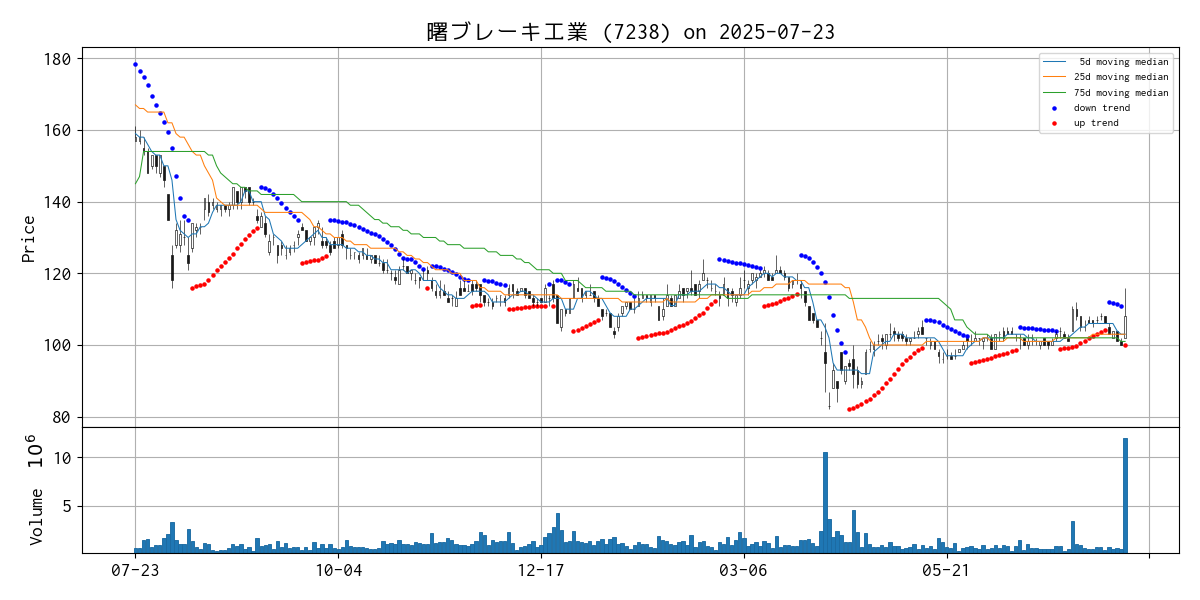 曙ブレーキ工業 (7238) on 2025-07-23
5d moving median
25d moving median
75d moving median
down trend
up trend
Price
180
160
140
120
100
80
Volume 10^6
10
5
07-23 10-04 12-17 03-06 05-21